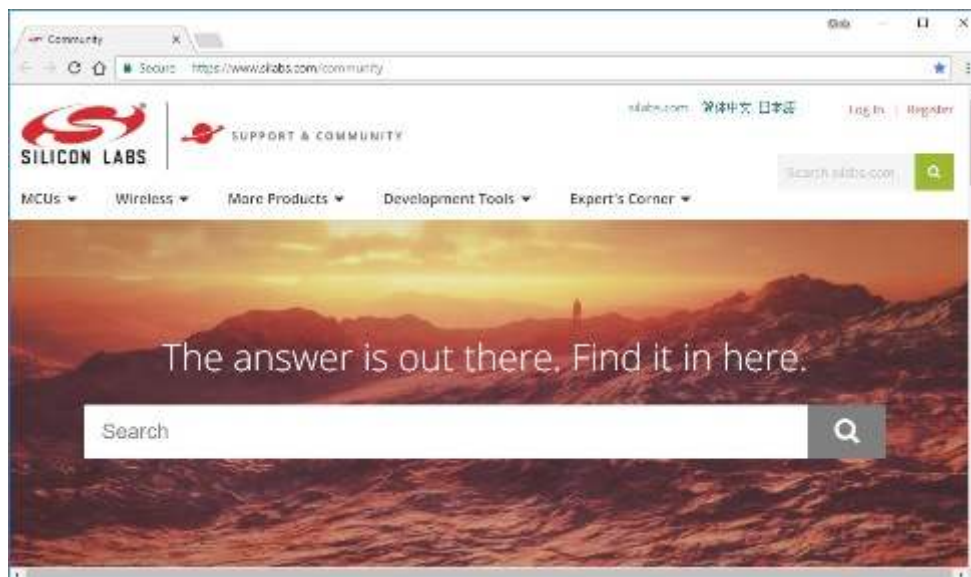 Community
Secure https://www.silabs.com/community
silabs.com 简体中文 日本語 Log In | Register
SILICON LABS
SUPPORT & COMMUNITY
Search silabs.com
MCUs Wireless More Products Development Tools Expert's Corner
The answer is out there. Find it in here.
Search